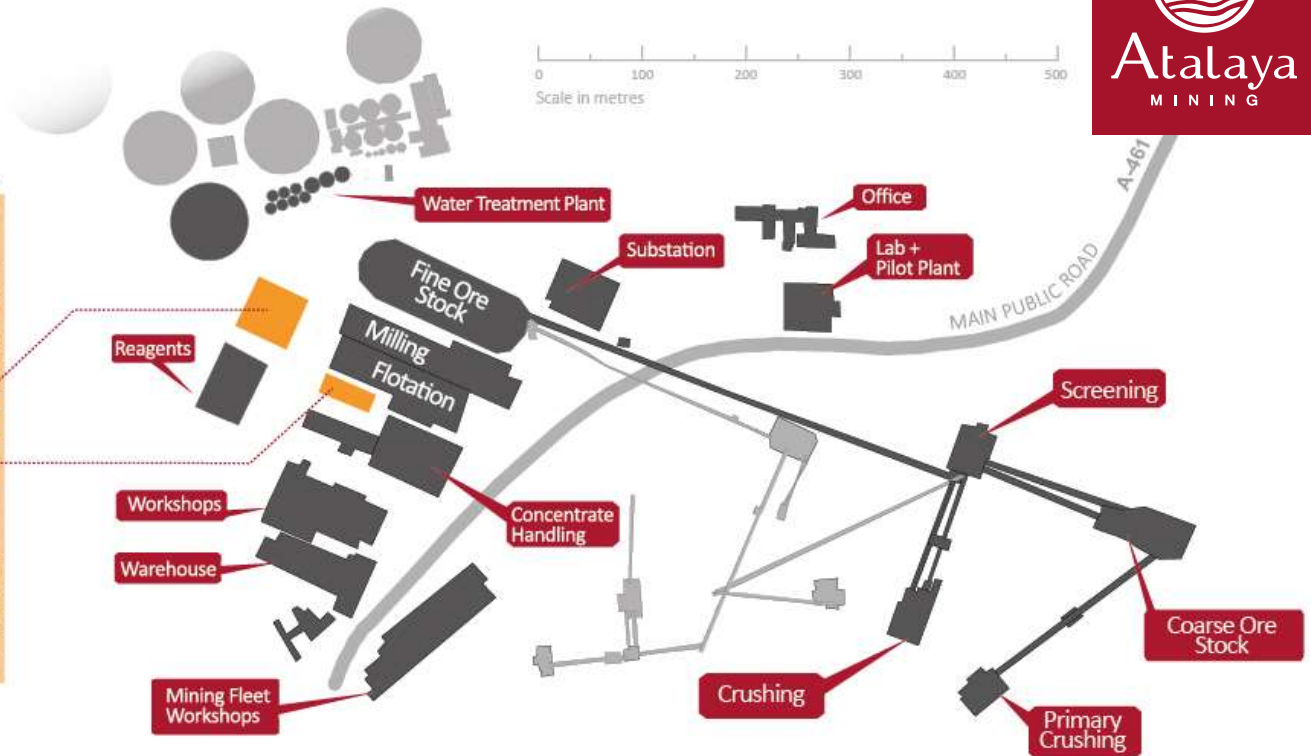 Atalaya
MINING
0 100 200 300 400 500
Scale in metres
A-461
MAIN PUBLIC ROAD
Water Treatment Plant
Office
Substation
Lab +
Pilot Plant
Fine Ore
Stock
Milling
Flotation
Reagents
Screening
Workshops
Concentrate
Handling
Warehouse
Coarse Ore
Stock
Mining Fleet
Workshops
Crushing
Primary
Crushing